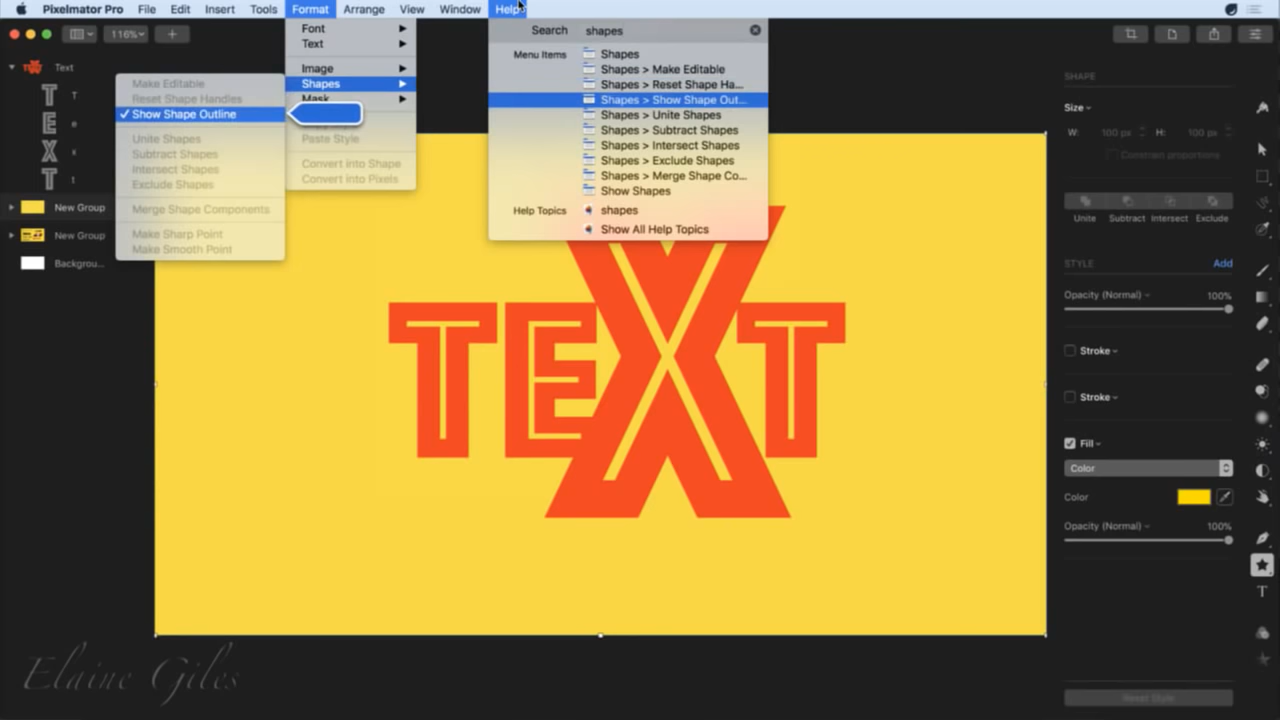 Pixelmator Pro File Edit Insert Tools Format Arrange View Window Help
116%
Font
Text
Image
Shapes
Mask
Paste Style
Convert into Shape
Convert into Pixels
Make Editable
Reset Shape Handles
✓ Show Shape Outline
Unite Shapes
Subtract Shapes
Intersect Shapes
Exclude Shapes
Merge Shape Components
Make Sharp Point
Make Smooth Point
Search shapes
Menu Items Shapes
Shapes > Make Editable
Shapes > Reset Shape Ha...
Shapes > Show Shape Out...
Shapes > Unite Shapes
Shapes > Subtract Shapes
Shapes > Intersect Shapes
Shapes > Exclude Shapes
Shapes > Merge Shape Co...
Show Shapes
Help Topics shapes
Show All Help Topics
Text
T T
E e
X x
T t
New Group
New Group
Backgrou...
TEXT
SHAPE
Size
W: 100 px H: 100 px
Constrain proportions
Unite Subtract Intersect Exclude
STYLE Add
Opacity (Normal) 100%
Stroke
Stroke
Fill
Color
Color
Opacity (Normal) 100%
T
Reset Style
Elaine Giles